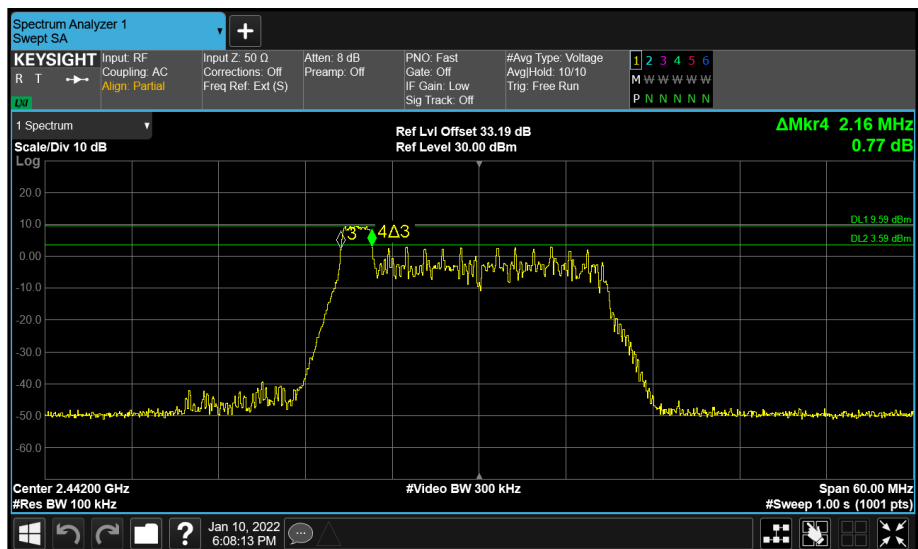 Spectrum Analyzer 1
Swept SA
+
KEYSIGHT
R T
LXI
Input: RF
Coupling: AC
Align: Partial
Input Z: 50 Ω
Corrections: Off
Freq Ref: Ext (S)
Atten: 8 dB
Preamp: Off
PNO: Fast
Gate: Off
IF Gain: Low
Sig Track: Off
#Avg Type: Voltage
Avg|Hold: 10/10
Trig: Free Run
1 2 3 4 5 6
M W W W W W
P N N N N N
1 Spectrum
Scale/Div 10 dB
Ref Lvl Offset 33.19 dB
Ref Level 30.00 dBm
ΔMkr4 2.16 MHz
0.77 dB
Log
20.0
10.0
0.00
-10.0
-20.0
-30.0
-40.0
-50.0
-60.0
3
4Δ3
DL1 9.59 dBm
DL2 3.59 dBm
Center 2.44200 GHz
#Res BW 100 kHz
#Video BW 300 kHz
Span 60.00 MHz
#Sweep 1.00 s (1001 pts)
?
Jan 10, 2022
6:08:13 PM